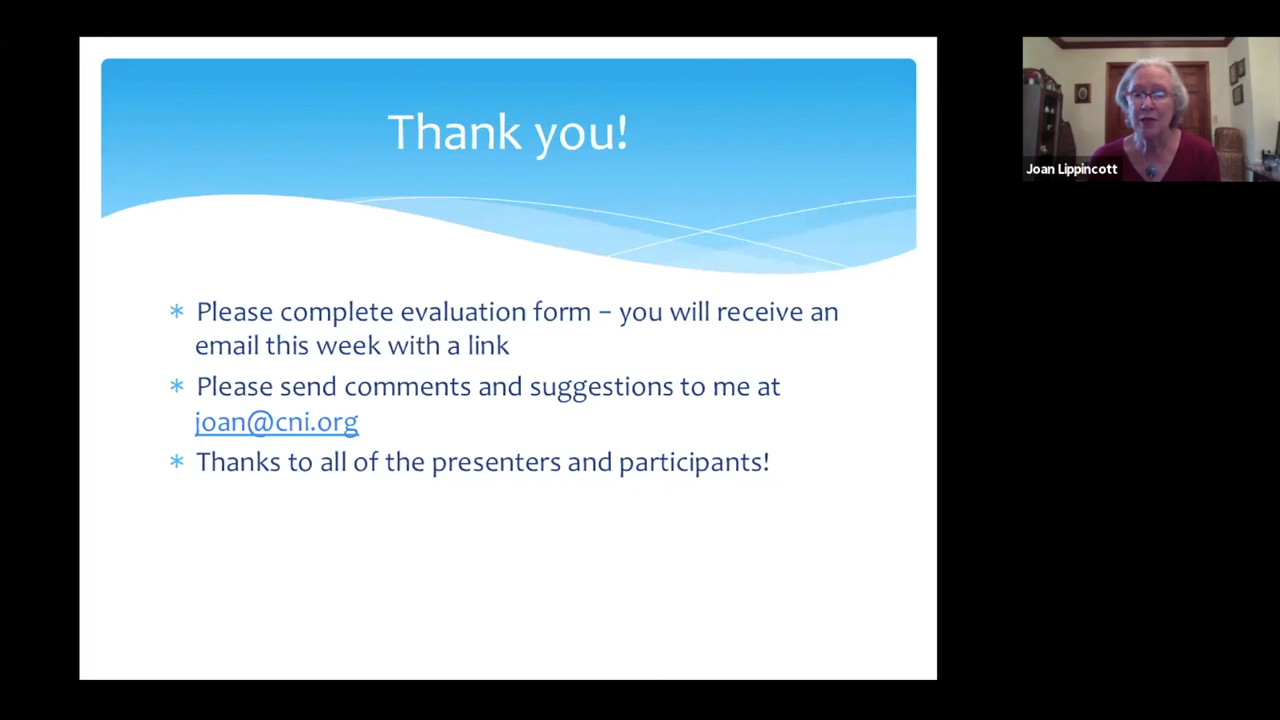 Thank you!
* Please complete evaluation form – you will receive an
email this week with a link
* Please send comments and suggestions to me at
joan@cni.org
* Thanks to all of the presenters and participants!
Joan Lippincott